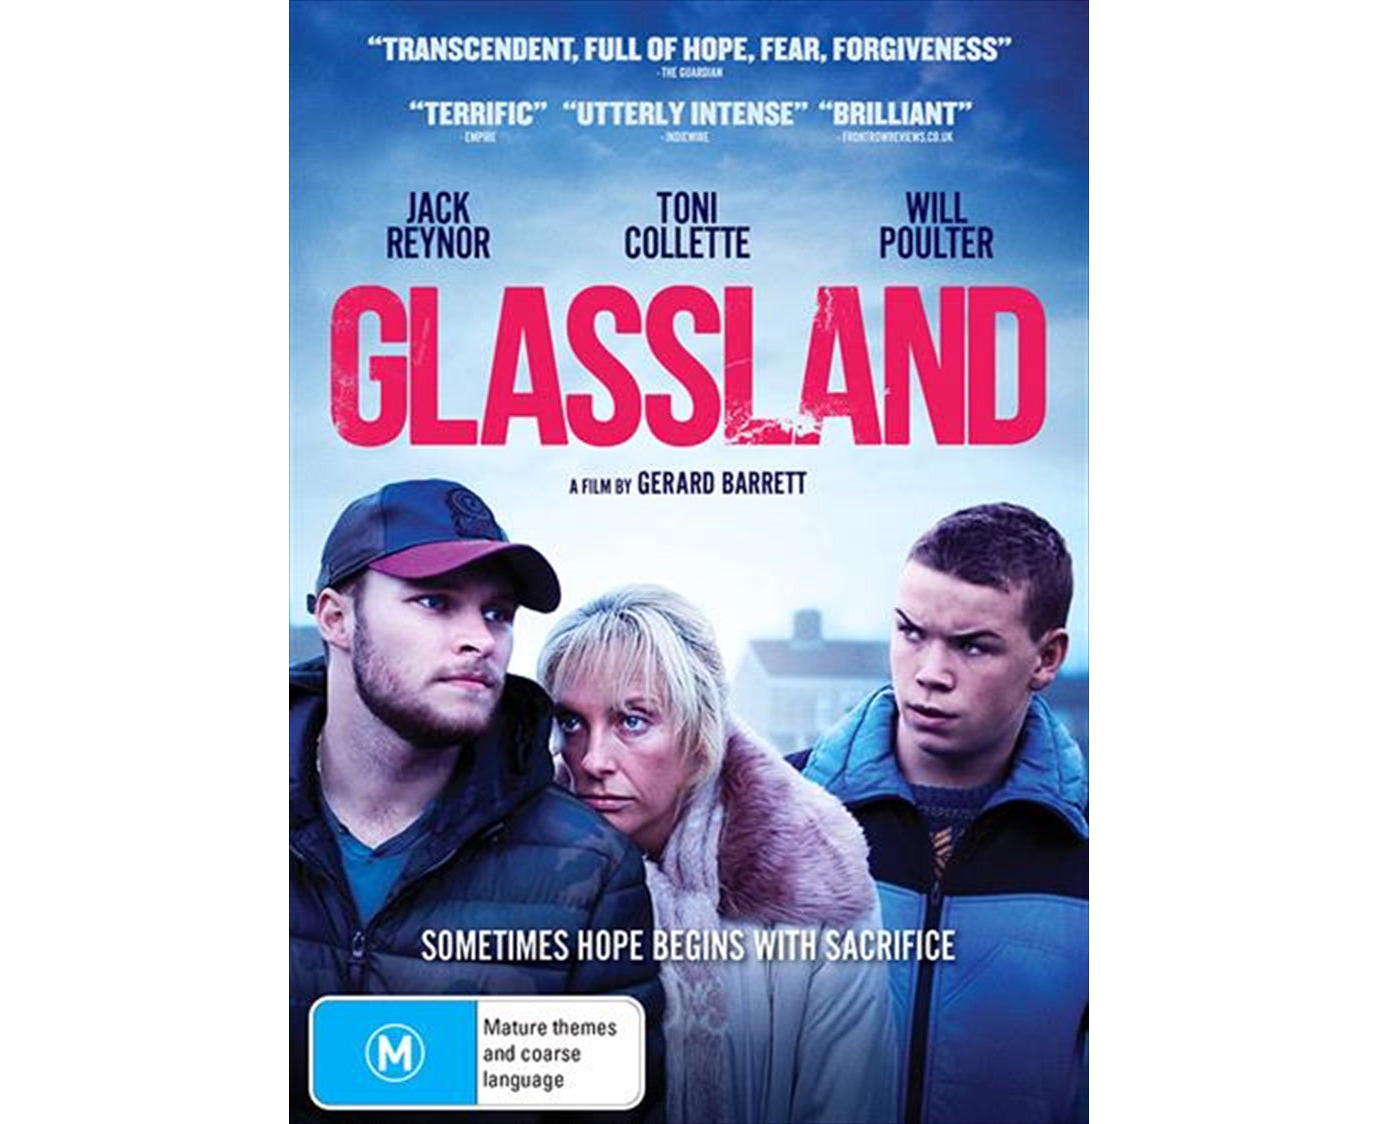 “TRANSCENDENT, FULL OF HOPE, FEAR, FORGIVENESS”
- THE GUARDIAN
“TERRIFIC” “UTTERLY INTENSE” “BRILLIANT”
- EMPIRE - INDIEWIRE - FRONTROWREVIEWS.CO.UK
JACK TONI WILL
REYNOR COLLETTE POULTER
GLASSLAND
A FILM BY GERARD BARRETT
SOMETIMES HOPE BEGINS WITH SACRIFICE
M
Mature themes
and coarse
language